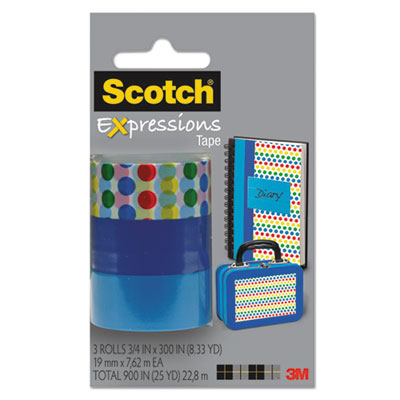 Scotch
Expressions
Tape
Diary
3 ROLLS 3/4 IN x 300 IN (8.33 YD)
19 mm x 7,62 m EA
TOTAL 900 IN (25 YD) 22,8 m
3M